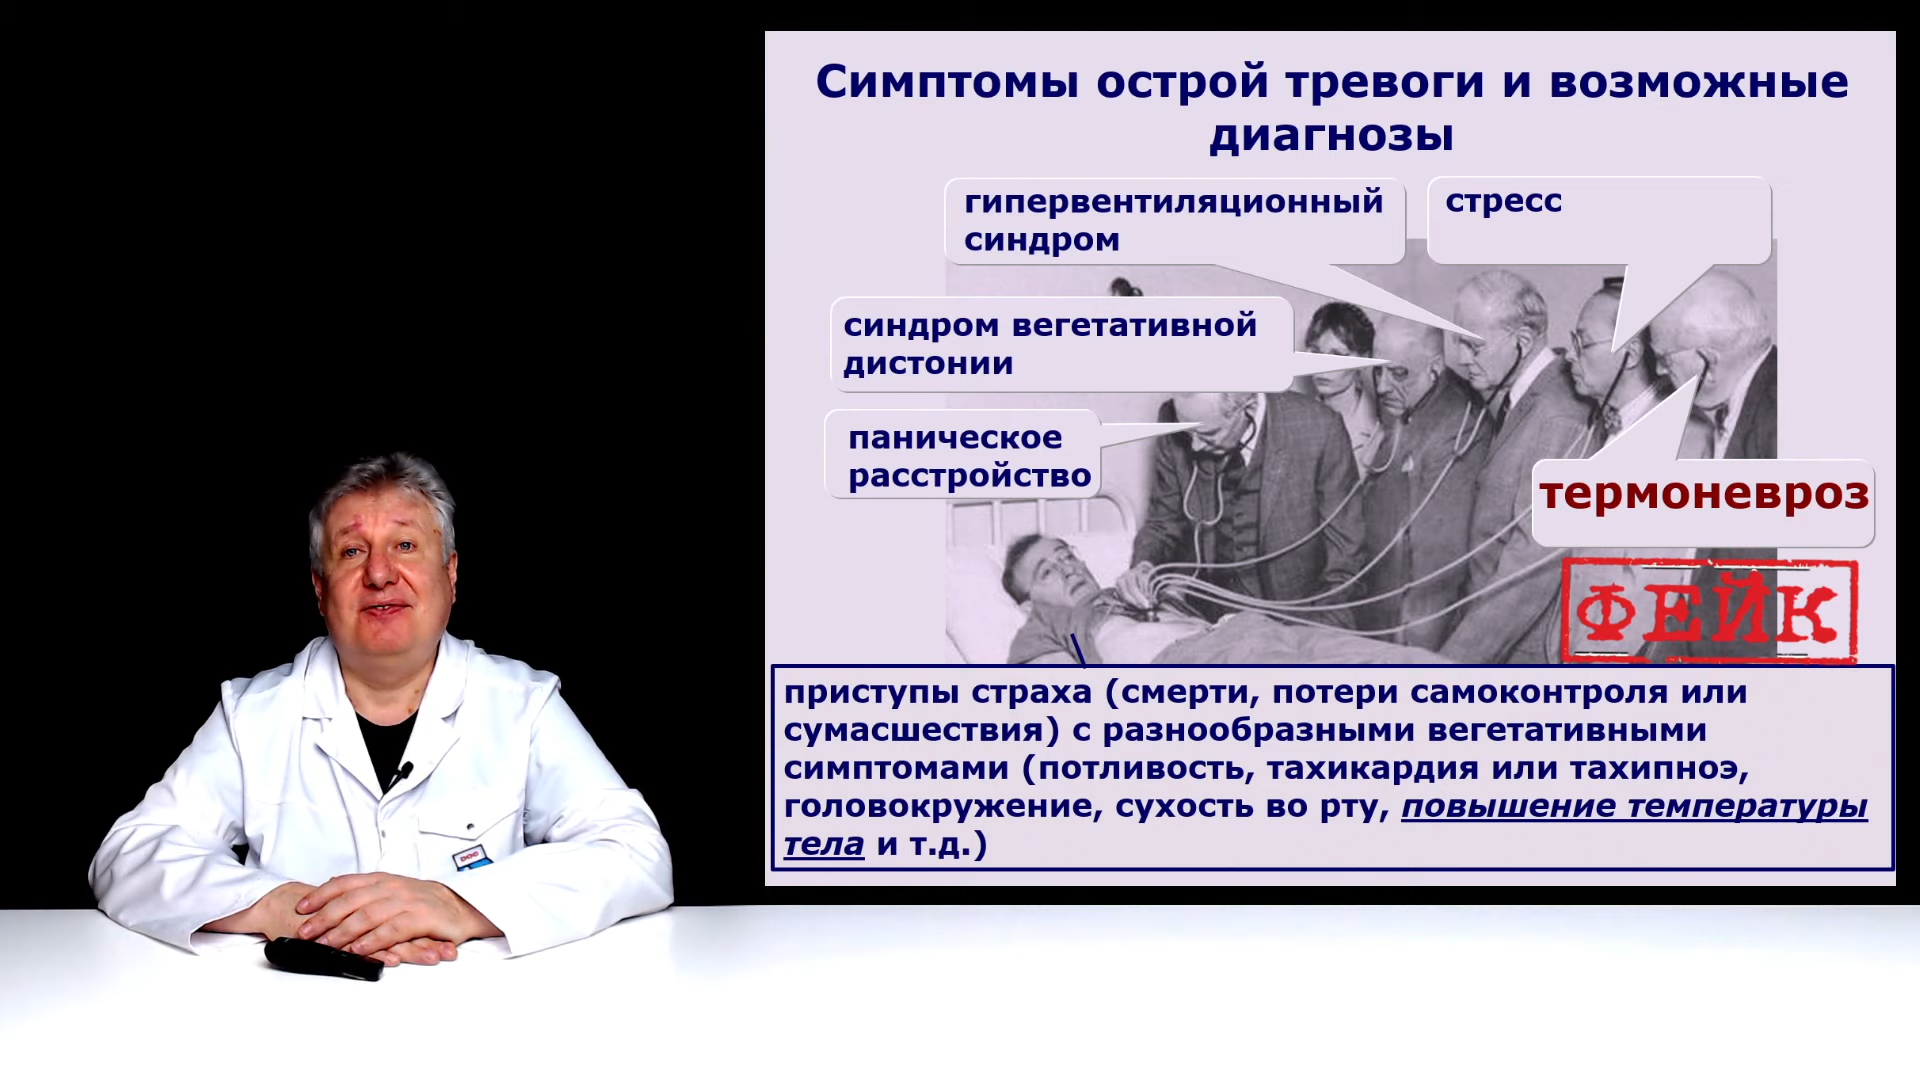 Симптомы острой тревоги и возможные
диагнозы
гипервентиляционный
синдром
стресс
синдром вегетативной
дистонии
паническое
расстройство
термоневроз
ФЕЙК
приступы страха (смерти, потери самоконтроля или
сумасшествия) с разнообразными вегетативными
симптомами (потливость, тахикардия или тахипноэ,
головокружение, сухость во рту, повышение температуры
тела и т.д.)
DOC